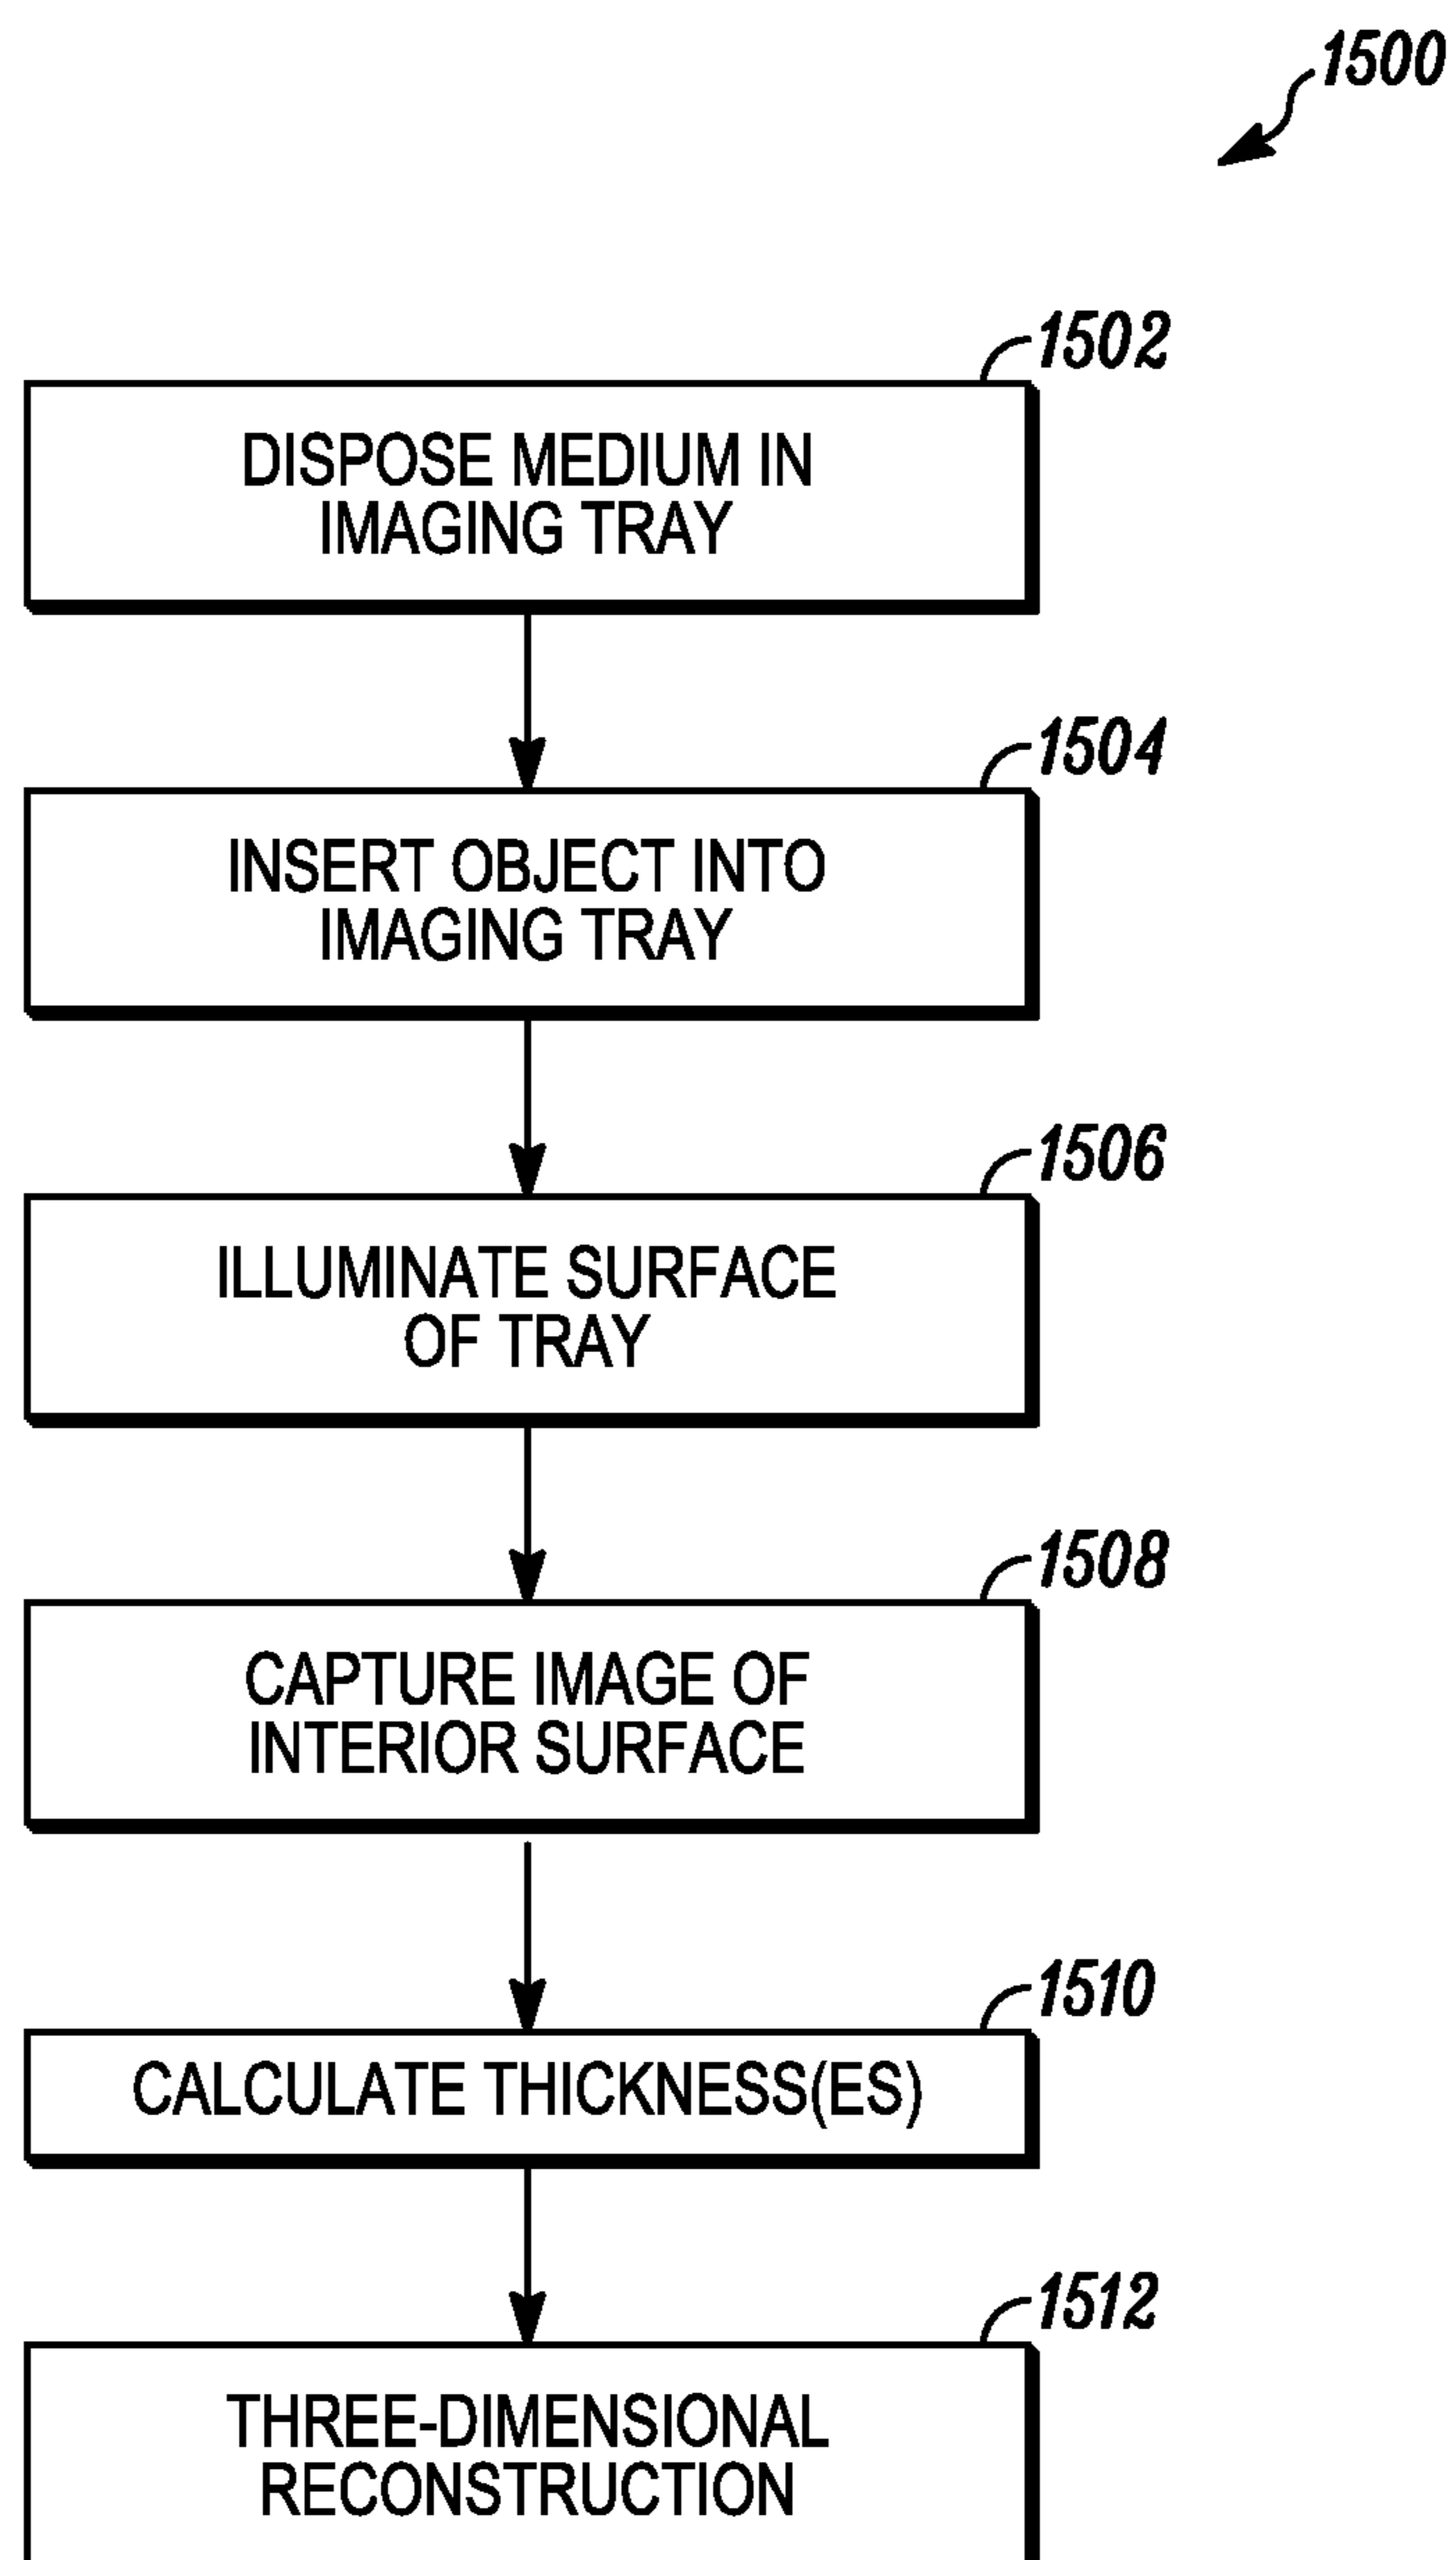 1500
1502
DISPOSE MEDIUM IN
IMAGING TRAY
1504
INSERT OBJECT INTO
IMAGING TRAY
1506
ILLUMINATE SURFACE
OF TRAY
1508
CAPTURE IMAGE OF
INTERIOR SURFACE
1510
CALCULATE THICKNESS(ES)
1512
THREE-DIMENSIONAL
RECONSTRUCTION